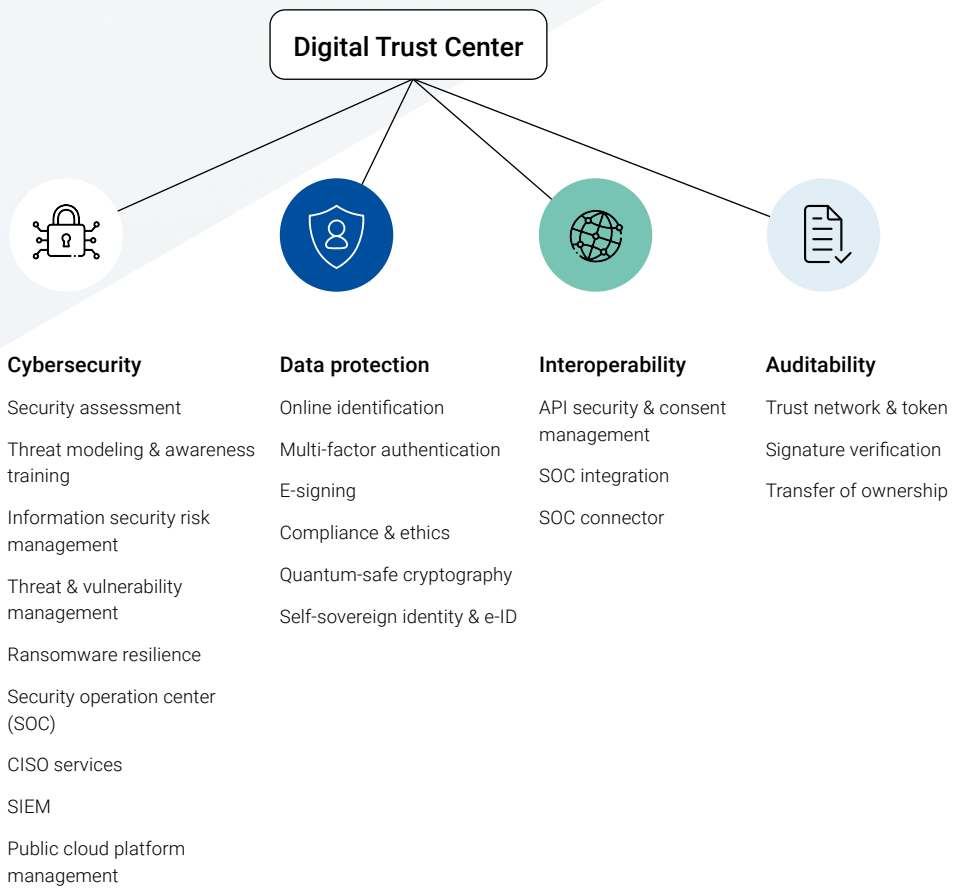 Digital Trust Center
Cybersecurity
Security assessment
Threat modeling & awareness
training
Information security risk
management
Threat & vulnerability
management
Ransomware resilience
Security operation center
(SOC)
CISO services
SIEM
Public cloud platform
management
Data protection
Online identification
Multi-factor authentication
E-signing
Compliance & ethics
Quantum-safe cryptography
Self-sovereign identity & e-ID
Interoperability
API security & consent
management
SOC integration
SOC connector
Auditability
Trust network & token
Signature verification
Transfer of ownership